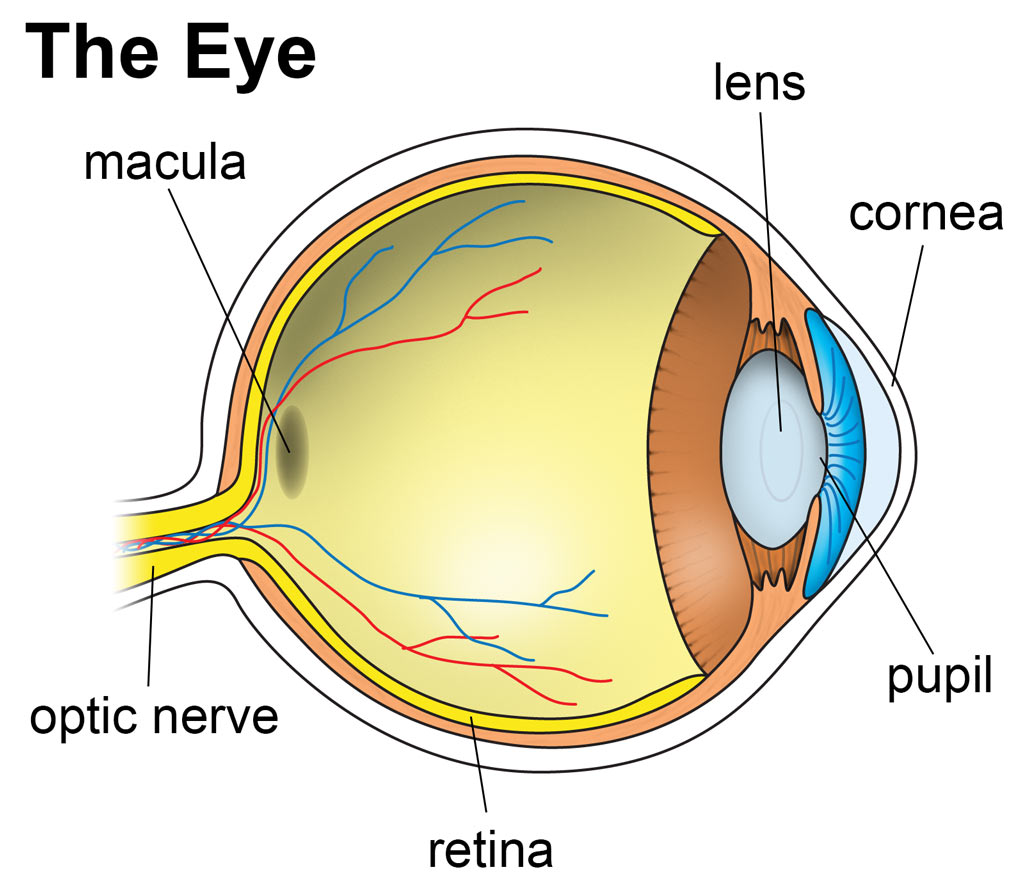 The Eye
lens
macula
cornea
pupil
optic nerve
retina